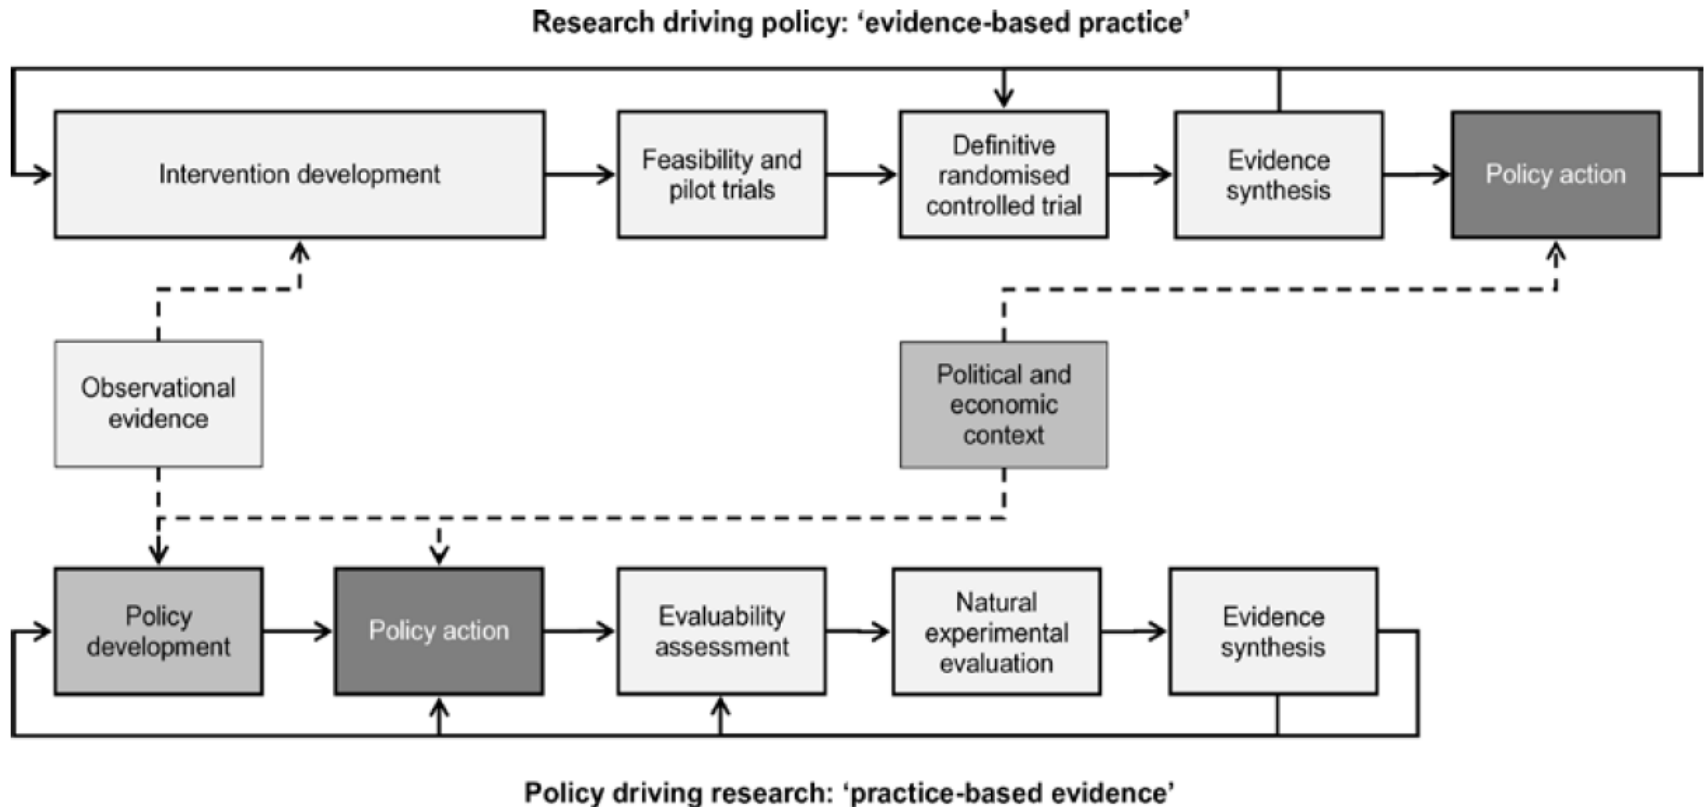 Research driving policy: ‘evidence-based practice’
Intervention development
Feasibility and
pilot trials
Definitive
randomised
controlled trial
Evidence
synthesis
Policy action
Observational
evidence
Political and
economic
context
Policy
development
Policy action
Evaluability
assessment
Natural
experimental
evaluation
Evidence
synthesis
Policy driving research: ‘practice-based evidence’